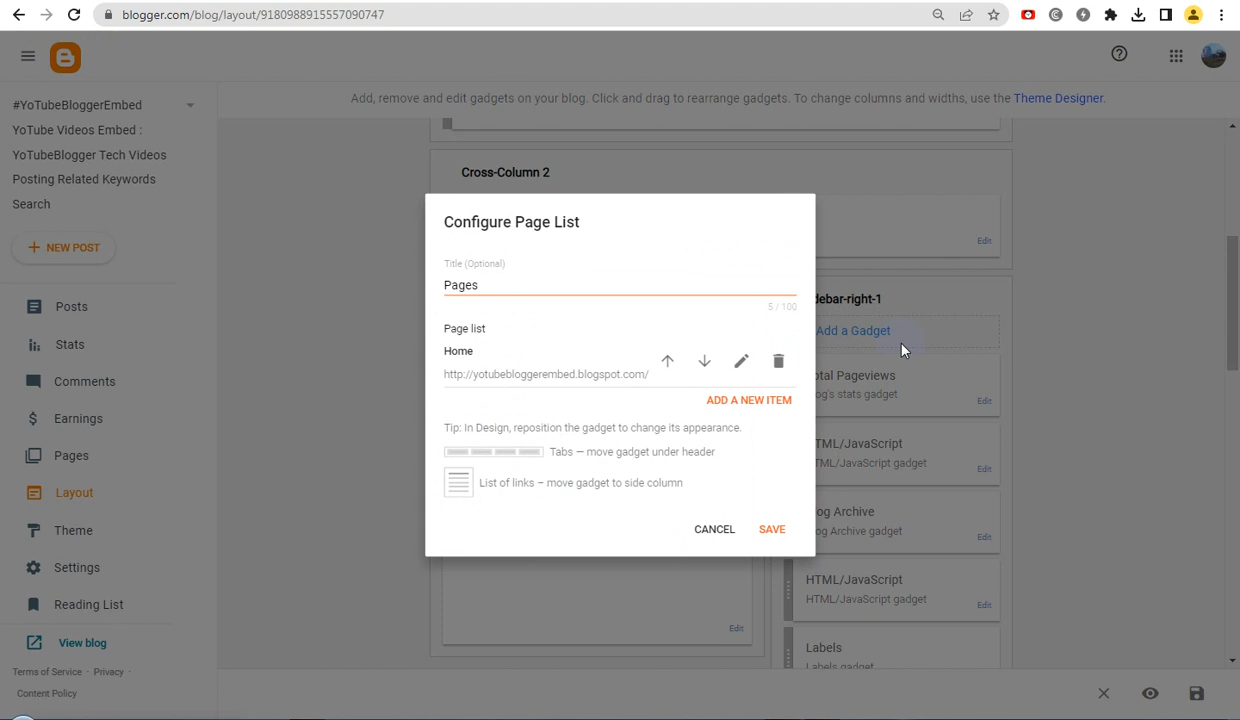 blogger.com/blog/layout/9180988915557090747
#YoTubeBloggerEmbed
YoTube Videos Embed :
YoTubeBlogger Tech Videos
Posting Related Keywords
Search
NEW POST
Posts
Stats
Comments
Earnings
Pages
Layout
Theme
Settings
Reading List
View blog
Terms of Service · Privacy ·
Content Policy
Add, remove and edit gadgets on your blog. Click and drag to rearrange gadgets. To change columns and widths, use the Theme Designer.
Cross-Column 2
Edit
Configure Page List
Title (Optional)
Pages
5 / 100
Page list
Home
http://yotubebloggerembed.blogspot.com/
ADD A NEW ITEM
Tip: In Design, reposition the gadget to change its appearance.
Tabs — move gadget under header
List of links – move gadget to side column
CANCEL SAVE
Edit
debar-right-1
Add a Gadget
otal Pageviews
og's stats gadget
Edit
TML/JavaScript
TML/JavaScript gadget
Edit
og Archive
og Archive gadget
Edit
HTML/JavaScript
HTML/JavaScript gadget
Edit
Labels
Labels gadget